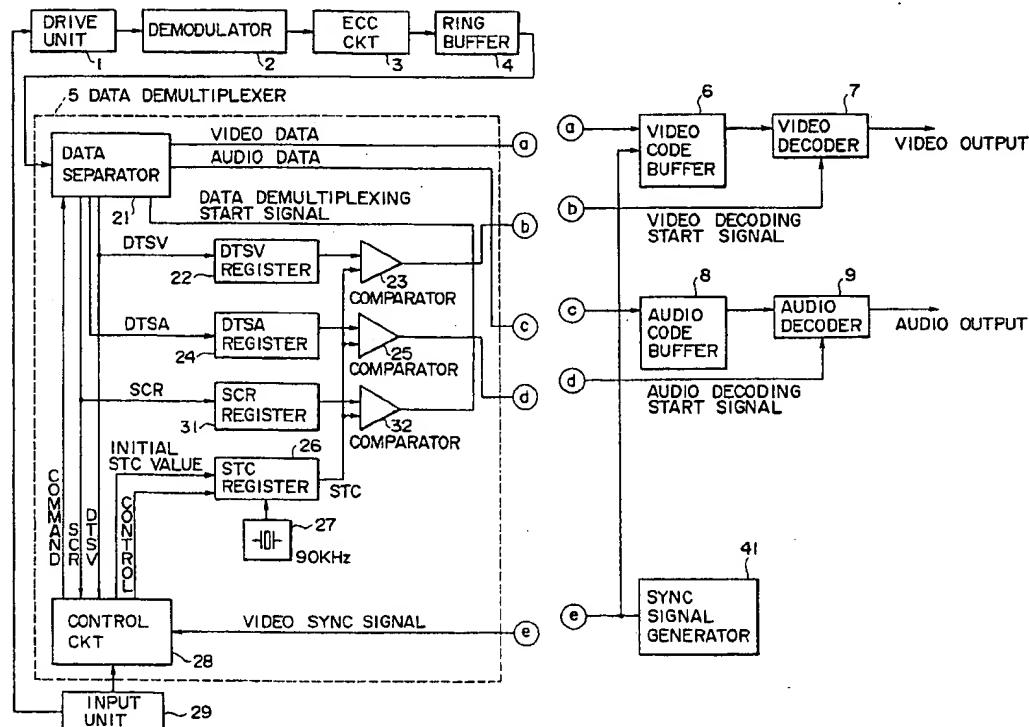 DRIVE
UNIT
1
DEMODULATOR
2
ECC
CKT
3
RING
BUFFER
4
5 DATA DEMULTIPLEXER
DATA
SEPARATOR
21
VIDEO DATA
a
AUDIO DATA
DATA DEMULTIPLEXING
START SIGNAL
b
DTSV
DTSV
REGISTER
22
23
COMPARATOR
c
DTSA
DTSA
REGISTER
24
25
COMPARATOR
d
SCR
SCR
REGISTER
31
32
COMPARATOR
INITIAL
STC VALUE
26
STC
REGISTER
STC
27
90KHz
COMMAND
SCR
DTSV
CONTROL
CONTROL
CKT
28
VIDEO SYNC SIGNAL
e
INPUT
UNIT
29
a
6
VIDEO
CODE
BUFFER
7
VIDEO
DECODER
VIDEO OUTPUT
b
VIDEO DECODING
START SIGNAL
c
8
AUDIO
CODE
BUFFER
9
AUDIO
DECODER
AUDIO OUTPUT
d
AUDIO DECODING
START SIGNAL
e
41
SYNC
SIGNAL
GENERATOR